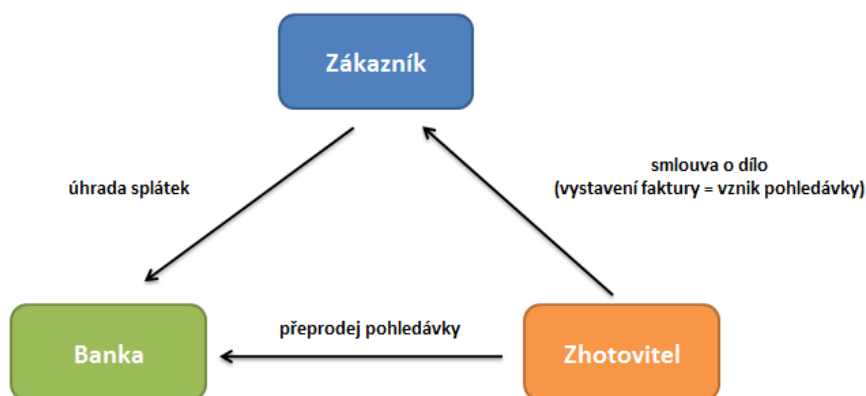 Zákazník
smlouva o dílo
(vystavení faktury = vznik pohledávky)
úhrada splátek
přeprodej pohledávky
Banka
Zhotovitel